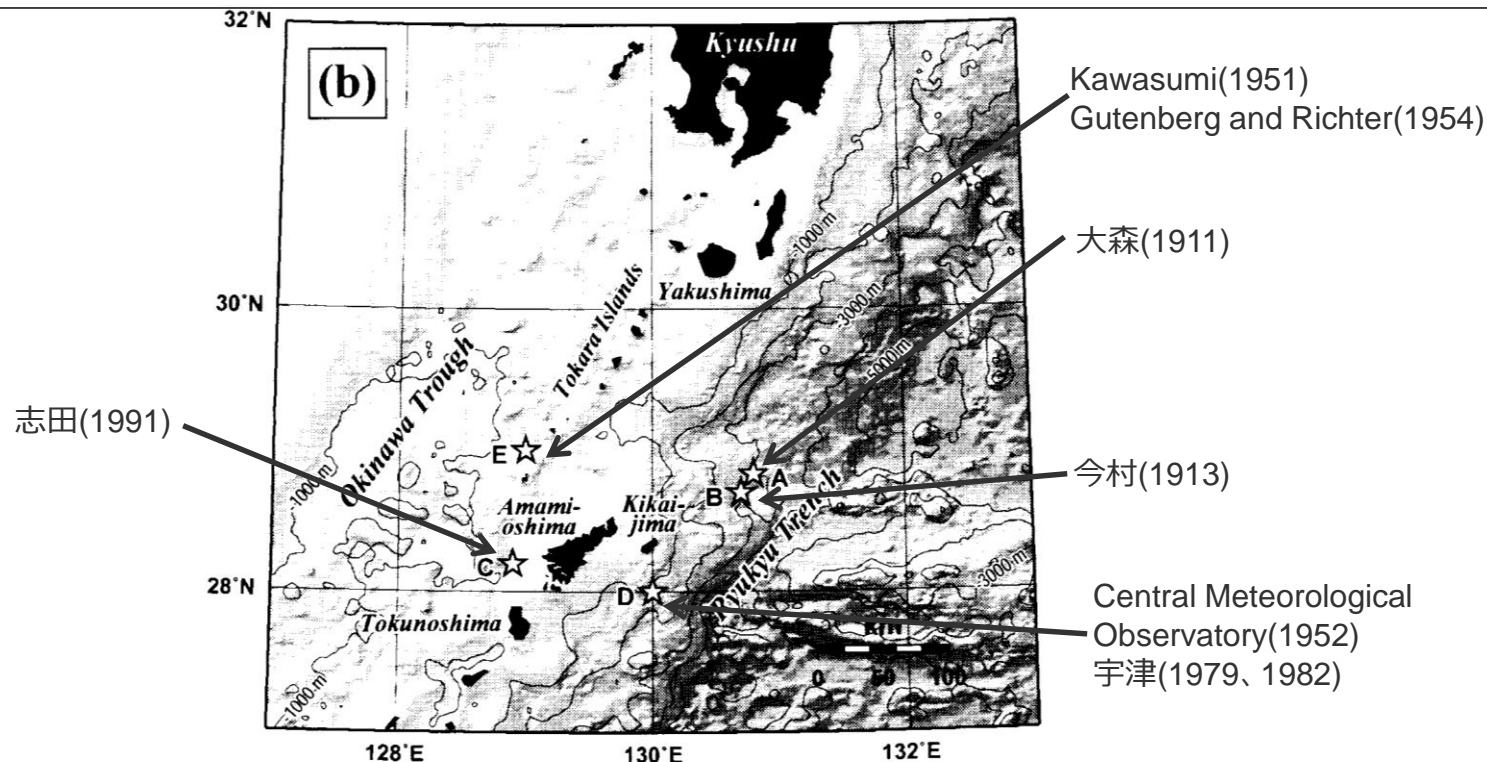 32°N
Kyushu
(b)
Kawasumi(1951)
Gutenberg and Richter(1954)
-1000 m
大森(1911)
Tokara Islands
Yakushima
-3000 m
30°N
-5000 m
Okinawa Trough
志田(1991)
E
A
B
今村(1913)
-1000 m
Amami-
oshima
Kikai-
jima
Ryukyu Trench
C
28°N
D
-3000 m
Central Meteorological
Observatory(1952)
宇津(1979、1982)
Tokunoshima
km
0 50 100
-1000 m
128°E
130°E
132°E